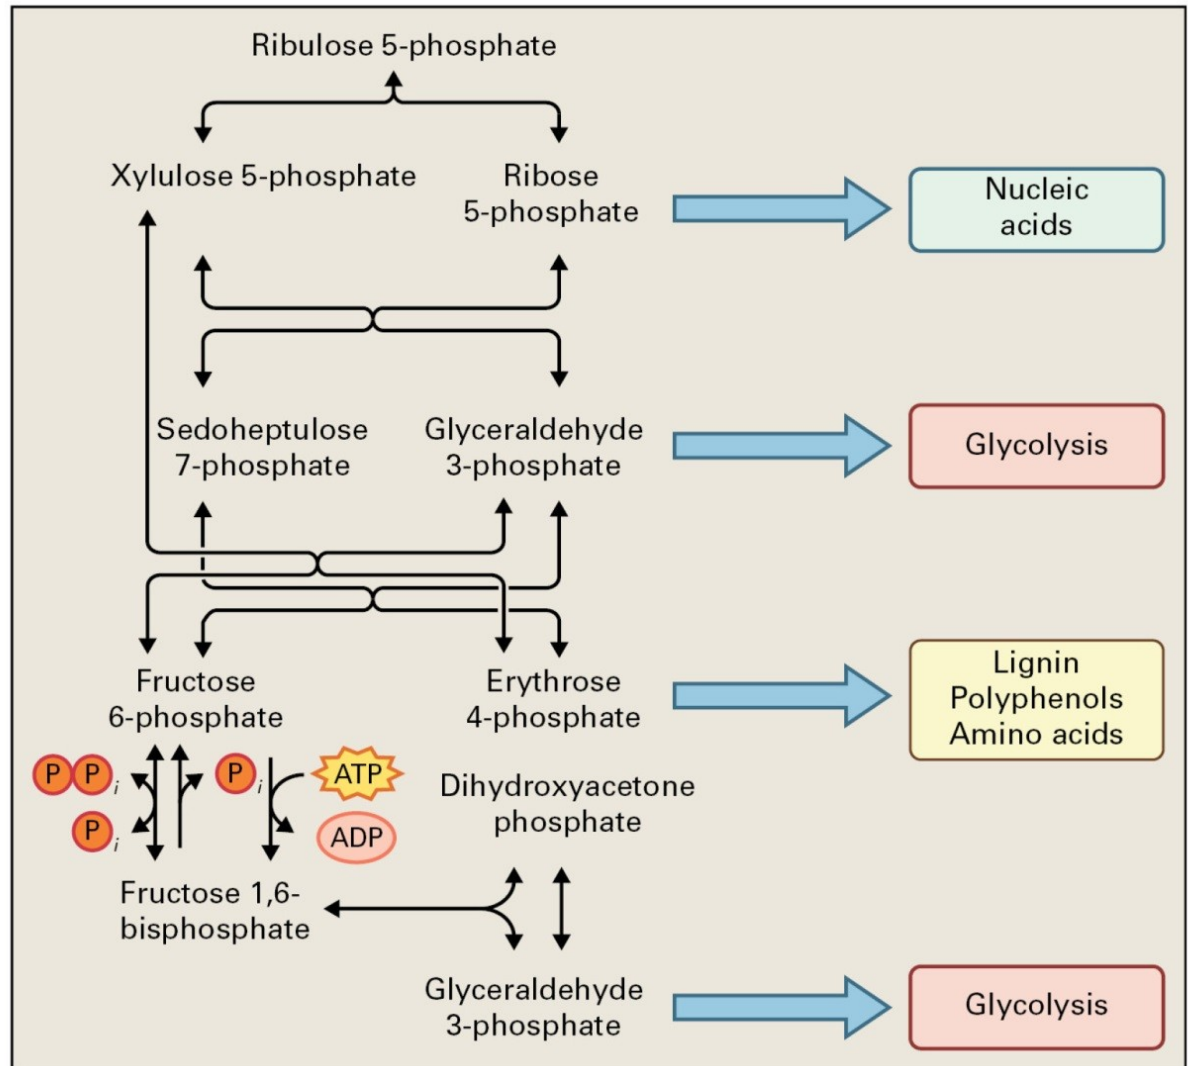 Ribulose 5-phosphate
Xylulose 5-phosphate
Ribose
5-phosphate
Nucleic
acids
Sedoheptulose
7-phosphate
Glyceraldehyde
3-phosphate
Glycolysis
Fructose
6-phosphate
Erythrose
4-phosphate
Lignin
Polyphenols
Amino acids
P P i
P i
P i
ATP
ADP
Dihydroxyacetone
phosphate
Fructose 1,6-
bisphosphate
Glyceraldehyde
3-phosphate
Glycolysis